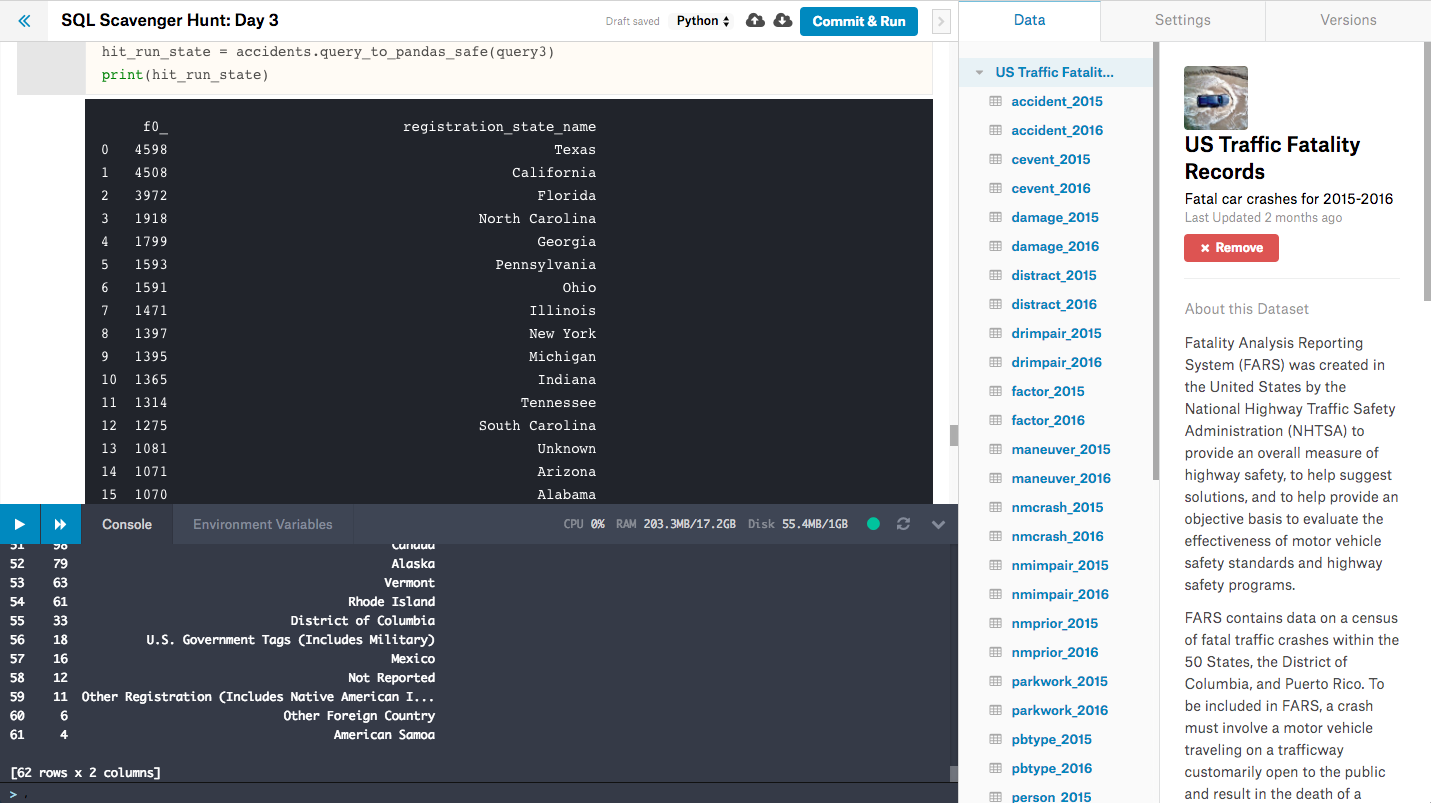 SQL Scavenger Hunt: Day 3
Draft saved
Python
Commit & Run
hit_run_state = accidents.query_to_pandas_safe(query3)
print(hit_run_state)
f0_ registration_state_name
0 4598 Texas
1 4508 California
2 3972 Florida
3 1918 North Carolina
4 1799 Georgia
5 1593 Pennsylvania
6 1591 Ohio
7 1471 Illinois
8 1397 New York
9 1395 Michigan
10 1365 Indiana
11 1314 Tennessee
12 1275 South Carolina
13 1081 Unknown
14 1071 Arizona
15 1070 Alabama
Console
Environment Variables
CPU 0% RAM 203.3MB/17.2GB Disk 55.4MB/1GB
51 98 Canada
52 79 Alaska
53 63 Vermont
54 61 Rhode Island
55 33 District of Columbia
56 18 U.S. Government Tags (Includes Military)
57 16 Mexico
58 12 Not Reported
59 11 Other Registration (Includes Native American I...
60 6 Other Foreign Country
61 4 American Samoa
[62 rows x 2 columns]
>
Data
Settings
Versions
US Traffic Fatalit...
accident_2015
accident_2016
cevent_2015
cevent_2016
damage_2015
damage_2016
distract_2015
distract_2016
drimpair_2015
drimpair_2016
factor_2015
factor_2016
maneuver_2015
maneuver_2016
nmcrash_2015
nmcrash_2016
nmimpair_2015
nmimpair_2016
nmprior_2015
nmprior_2016
parkwork_2015
parkwork_2016
pbtype_2015
pbtype_2016
person_2015
US Traffic Fatality
Records
Fatal car crashes for 2015-2016
Last Updated 2 months ago
× Remove
About this Dataset
Fatality Analysis Reporting
System (FARS) was created in
the United States by the
National Highway Traffic Safety
Administration (NHTSA) to
provide an overall measure of
highway safety, to help suggest
solutions, and to help provide an
objective basis to evaluate the
effectiveness of motor vehicle
safety standards and highway
safety programs.
FARS contains data on a census
of fatal traffic crashes within the
50 States, the District of
Columbia, and Puerto Rico. To
be included in FARS, a crash
must involve a motor vehicle
traveling on a trafficway
customarily open to the public
and result in the death of a